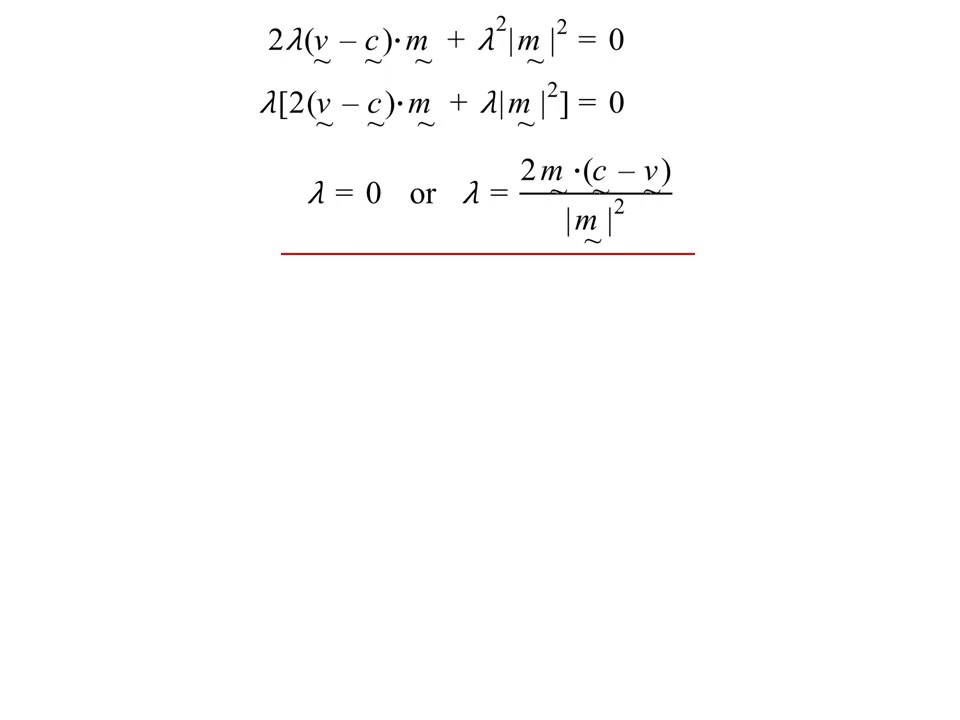 2λ(v̰ – c̰)·m̰ + λ²|m̰|² = 0
λ[2(v̰ – c̰)·m̰ + λ|m̰|²] = 0
λ = 0 or λ = 2m̰·(c̰ – v̰)
|m̰|²